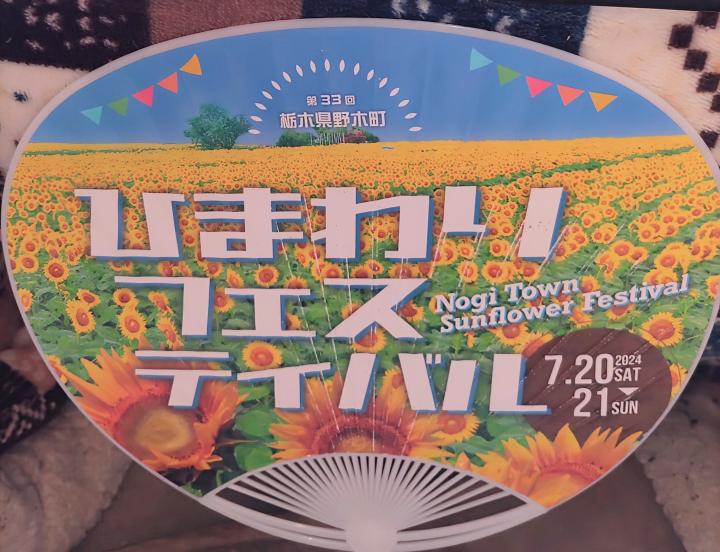 第33回
栃木県野木町
ひまわり
フェス
Nogi Town
Sunflower Festival
ティバル
7.20 2024 SAT
21 SUN